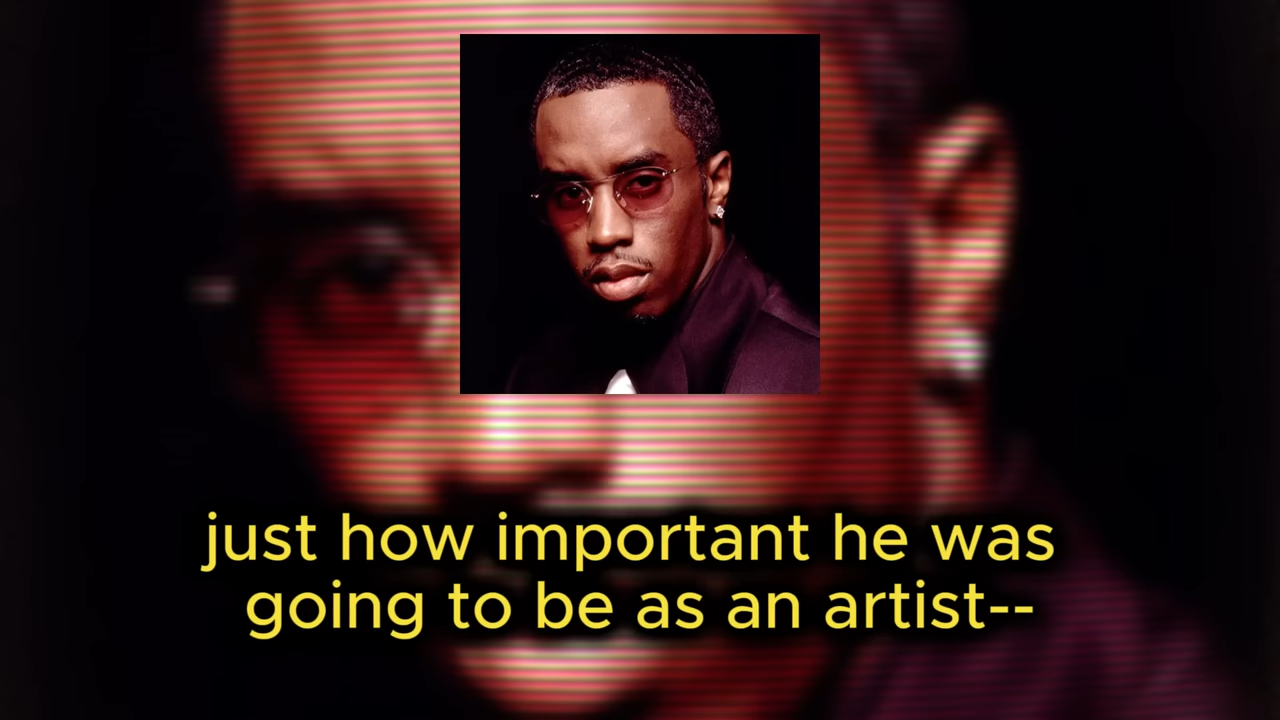 just how important he was
going to be as an artist--